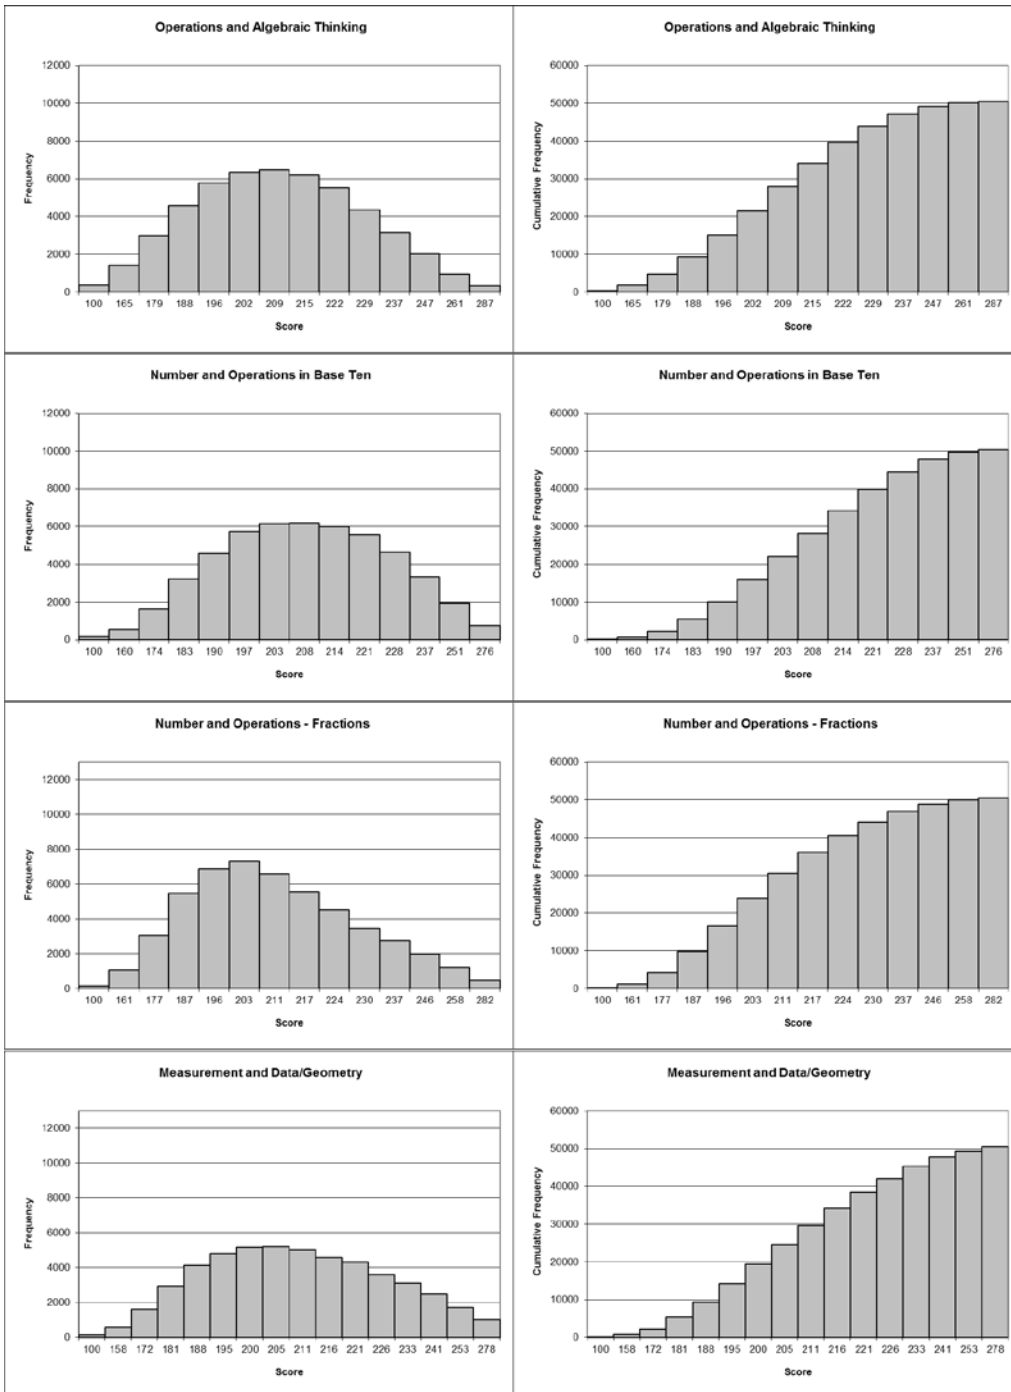 Operations and Algebraic Thinking
12000
10000
8000
6000
4000
2000
0
Frequency
100 165 179 188 196 202 209 215 222 229 237 247 261 287
Score
Operations and Algebraic Thinking
60000
50000
40000
30000
20000
10000
0
Cumulative Frequency
100 165 179 188 196 202 209 215 222 229 237 247 261 287
Score
Number and Operations in Base Ten
12000
10000
8000
6000
4000
2000
0
Frequency
100 160 174 183 190 197 203 208 214 221 228 237 251 276
Score
Number and Operations in Base Ten
60000
50000
40000
30000
20000
10000
0
Cumulative Frequency
100 160 174 183 190 197 203 208 214 221 228 237 251 276
Score
Number and Operations - Fractions
12000
10000
8000
6000
4000
2000
0
Frequency
100 161 177 187 196 203 211 217 224 230 237 246 258 282
Score
Number and Operations - Fractions
60000
50000
40000
30000
20000
10000
0
Cumulative Frequency
100 161 177 187 196 203 211 217 224 230 237 246 258 282
Score
Measurement and Data/Geometry
12000
10000
8000
6000
4000
2000
0
Frequency
100 158 172 181 188 195 200 205 211 216 221 226 233 241 253 278
Score
Measurement and Data/Geometry
60000
50000
40000
30000
20000
10000
0
Cumulative Frequency
100 158 172 181 188 195 200 205 211 216 221 226 233 241 253 278
Score